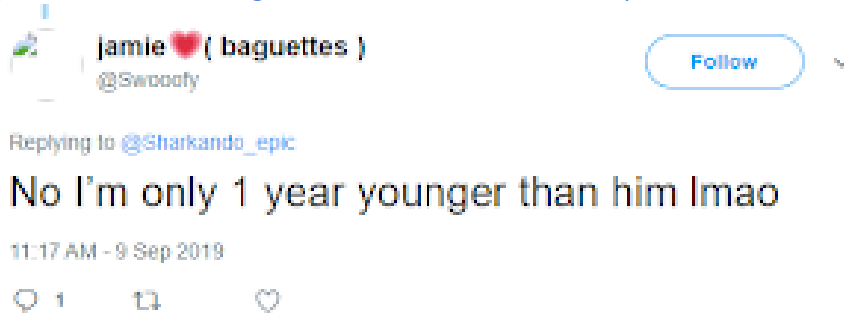 jamie❤( baguettes )
@Swooofy
Follow
Replying to @Sharkando_epic
No I'm only 1 year younger than him lmao
11:17 AM - 9 Sep 2019
1